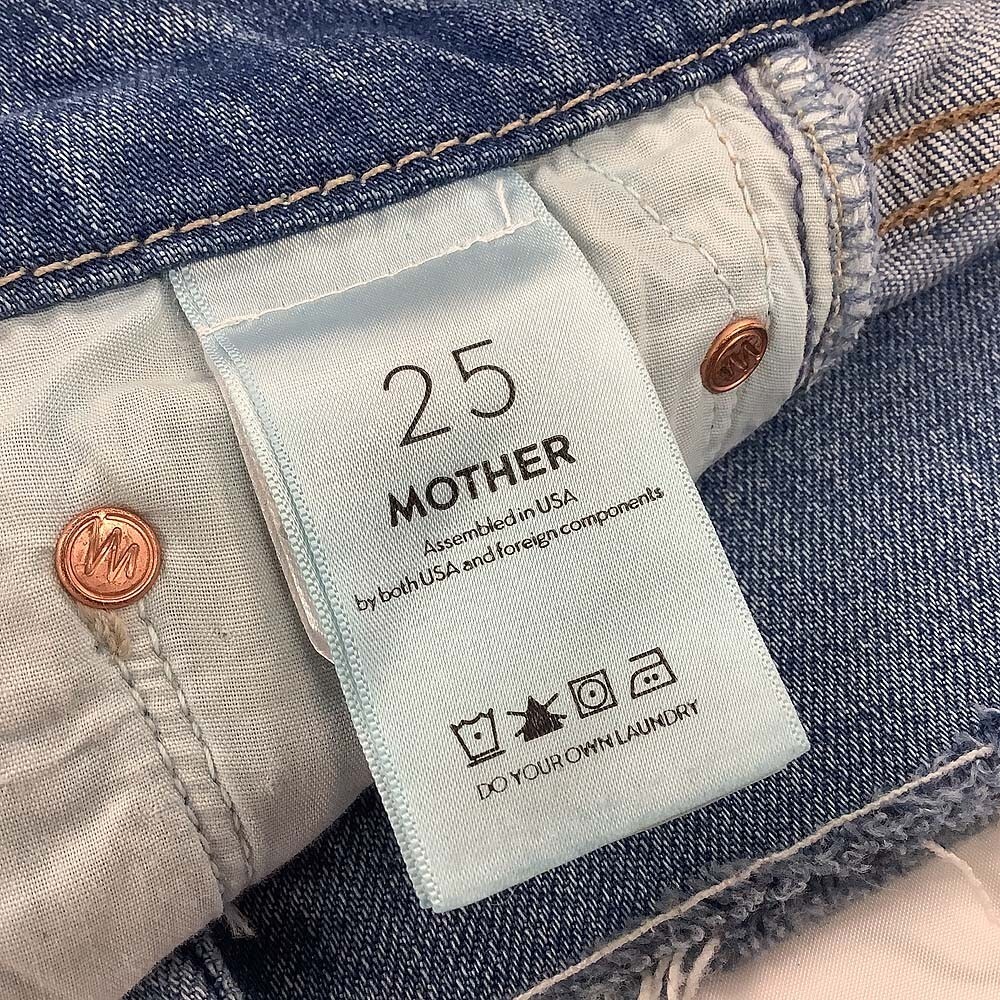 25
MOTHER
Assembled in USA
by both USA and foreign components
DO YOUR OWN LAUNDRY